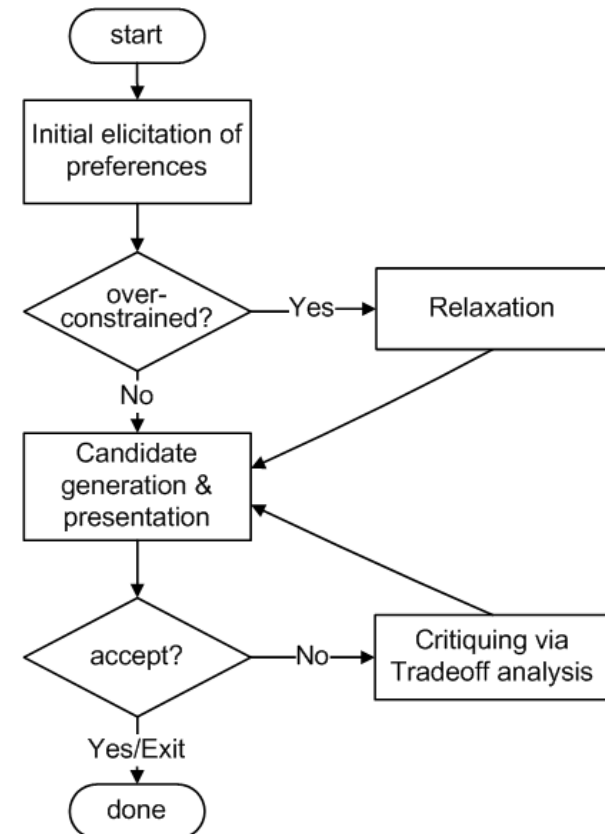 start
Initial elicitation of
preferences
over-
constrained?
Yes
Relaxation
No
Candidate
generation &
presentation
accept?
No
Critiquing via
Tradeoff analysis
Yes/Exit
done